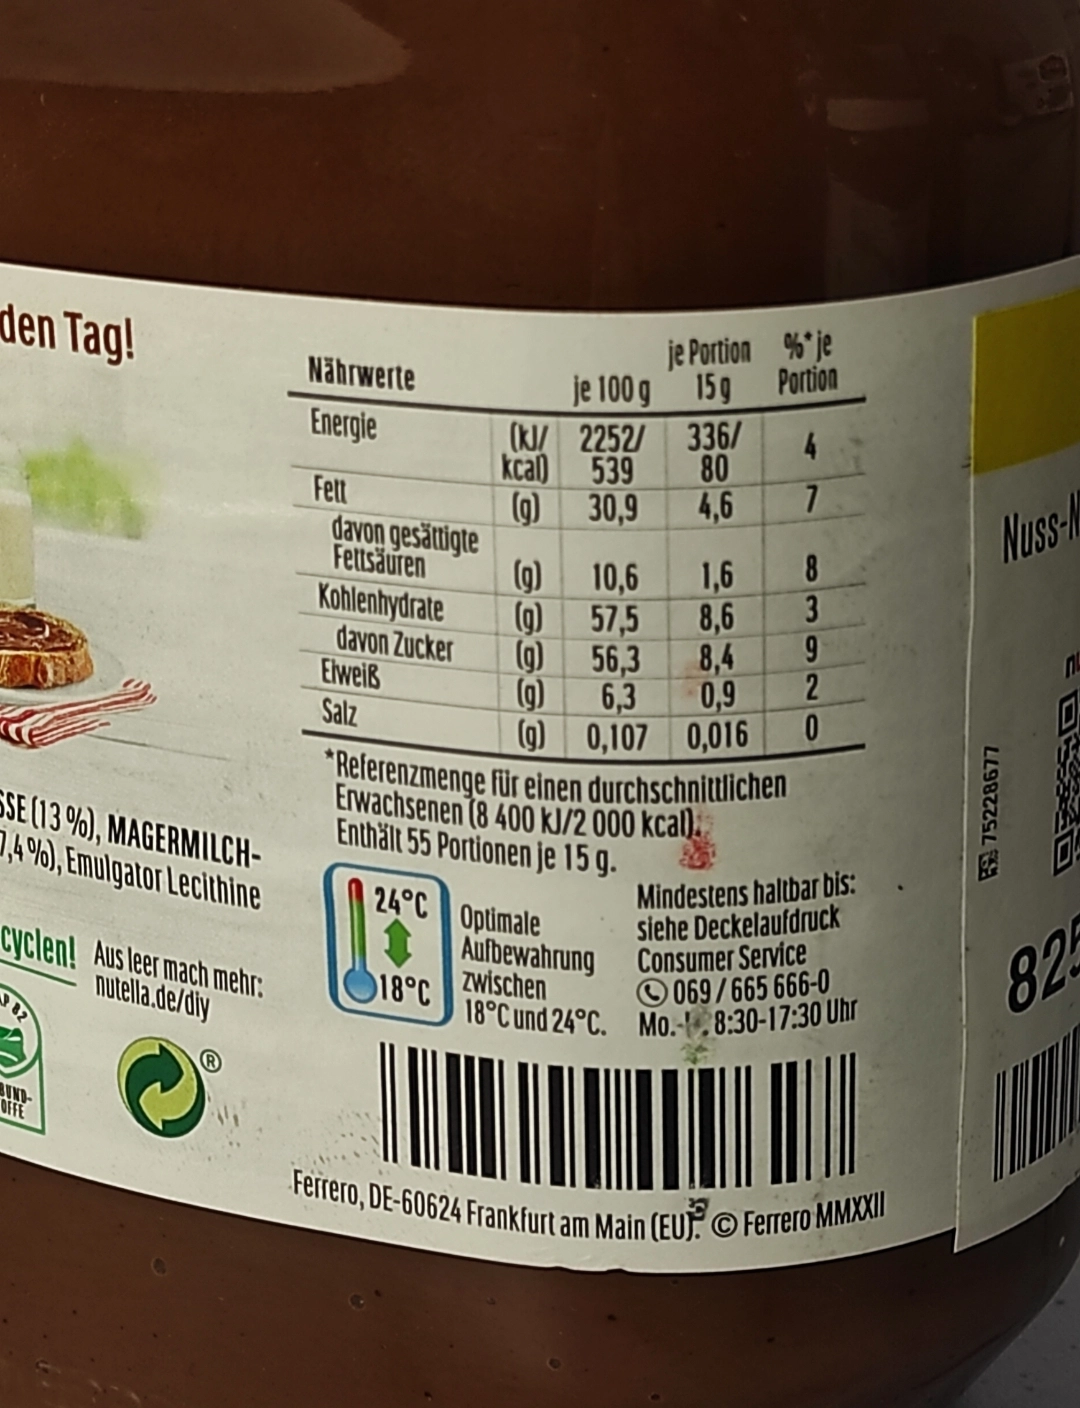 den Tag!
Nährwerte je 100 g je Portion 15 g %* je Portion
Energie (kJ/ kcal) 2252/ 539 336/ 80 4
Fett (g) 30,9 4,6 7
davon gesättigte
Fettsäuren (g) 10,6 1,6 8
Kohlenhydrate (g) 57,5 8,6 3
davon Zucker (g) 56,3 8,4 9
Eiweiß (g) 6,3 0,9 2
Salz (g) 0,107 0,016 0
*Referenzmenge für einen durchschnittlichen
Erwachsenen (8 400 kJ/2 000 kcal).
Enthält 55 Portionen je 15 g.
SSE (13 %), MAGERMILCH-
7,4 %), Emulgator Lecithine
cyclen! Aus leer mach mehr:
nutella.de/diy
82
BUND-
OFFE
®
24°C
18°C
Optimale
Aufbewahrung
zwischen
18°C und 24°C.
Mindestens haltbar bis:
siehe Deckelaufdruck
Consumer Service
069 / 665 666-0
Mo.- 8:30-17:30 Uhr
Ferrero, DE-60624 Frankfurt am Main (EU). © Ferrero MMXXII
Nuss-N
75228677
825